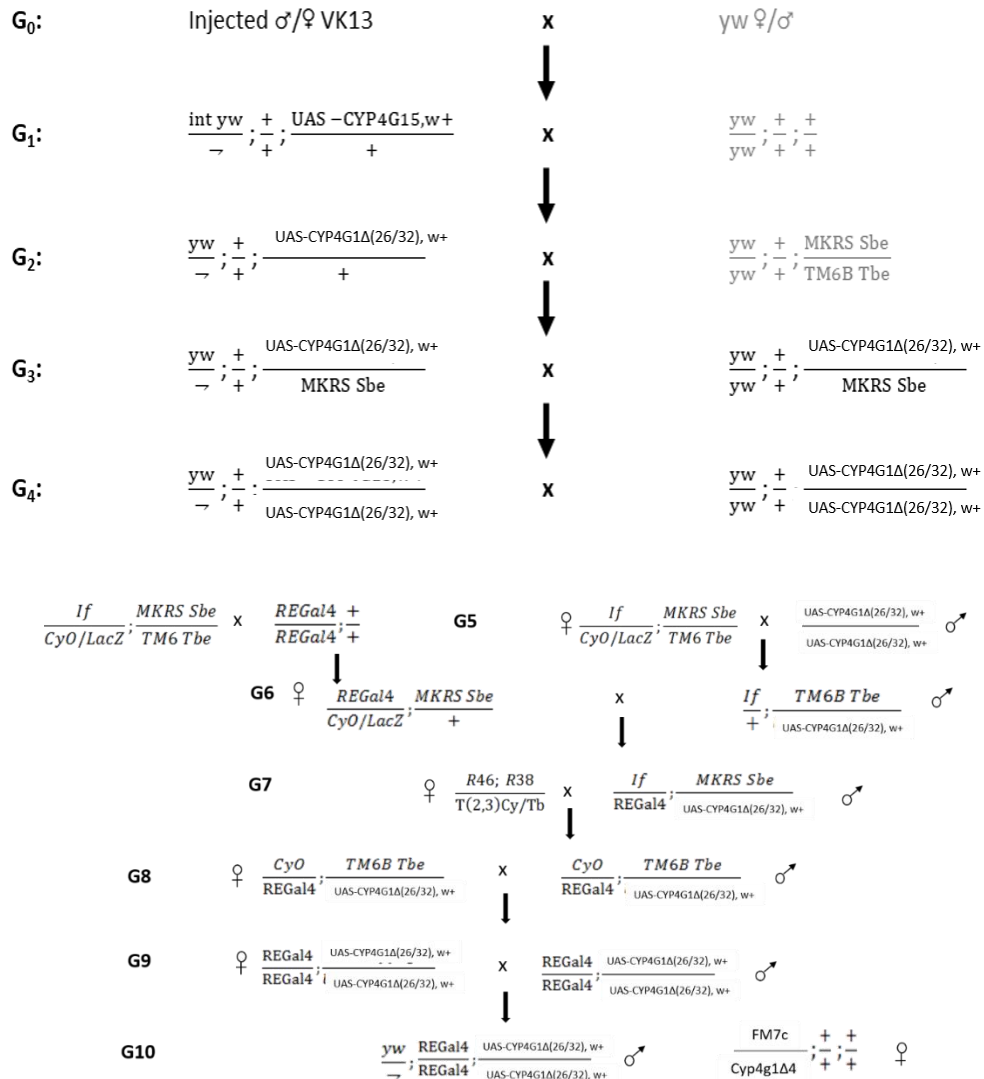 G₀: Injected ♂/♀ VK13 x yw ♀/♂
G₁: int yw/¬ ; +/+ ; UAS –CYP4G15,w+/+ x yw/yw ; +/+ ; +/+
G₂: yw/¬ ; +/+ ; UAS-CYP4G1Δ(26/32), w+/+ x yw/yw ; +/+ ; MKRS Sbe/TM6B Tbe
G₃: yw/¬ ; +/+ ; UAS-CYP4G1Δ(26/32), w+/MKRS Sbe x yw/yw ; +/+ ; UAS-CYP4G1Δ(26/32), w+/MKRS Sbe
G₄: yw/¬ ; +/+ : UAS-CYP4G1Δ(26/32), w+/UAS-CYP4G1Δ(26/32), w+ x yw/yw ; +/+ UAS-CYP4G1Δ(26/32), w+/UAS-CYP4G1Δ(26/32), w+
If/CyO/LacZ ; MKRS Sbe/TM6 Tbe x REGal4/REGal4 ; +/+ G5 ♀ If/CyO/LacZ ; MKRS Sbe/TM6 Tbe x UAS-CYP4G1Δ(26/32), w+/UAS-CYP4G1Δ(26/32), w+ ♂
G6 ♀ REGal4/CyO/LacZ ; MKRS Sbe/+ x If/+ ; TM6B Tbe/UAS-CYP4G1Δ(26/32), w+ ♂
G7 ♀ R46; R38/T(2,3)Cy/Tb x If/REGal4 ; MKRS Sbe/UAS-CYP4G1Δ(26/32), w+ ♂
G8 ♀ CyO/REGal4 ; TM6B Tbe/UAS-CYP4G1Δ(26/32), w+ x CyO/REGal4 ; TM6B Tbe/UAS-CYP4G1Δ(26/32), w+ ♂
G9 ♀ REGal4/REGal4 ; UAS-CYP4G1Δ(26/32), w+/UAS-CYP4G1Δ(26/32), w+ x REGal4/REGal4 ; UAS-CYP4G1Δ(26/32), w+/UAS-CYP4G1Δ(26/32), w+ ♂
G10 yw/¬ ; REGal4/REGal4 ; UAS-CYP4G1Δ(26/32), w+/UAS-CYP4G1Δ(26/32), w+ ♂ FM7c/Cyp4g1Δ4 ; +/+ ; +/+ ♀